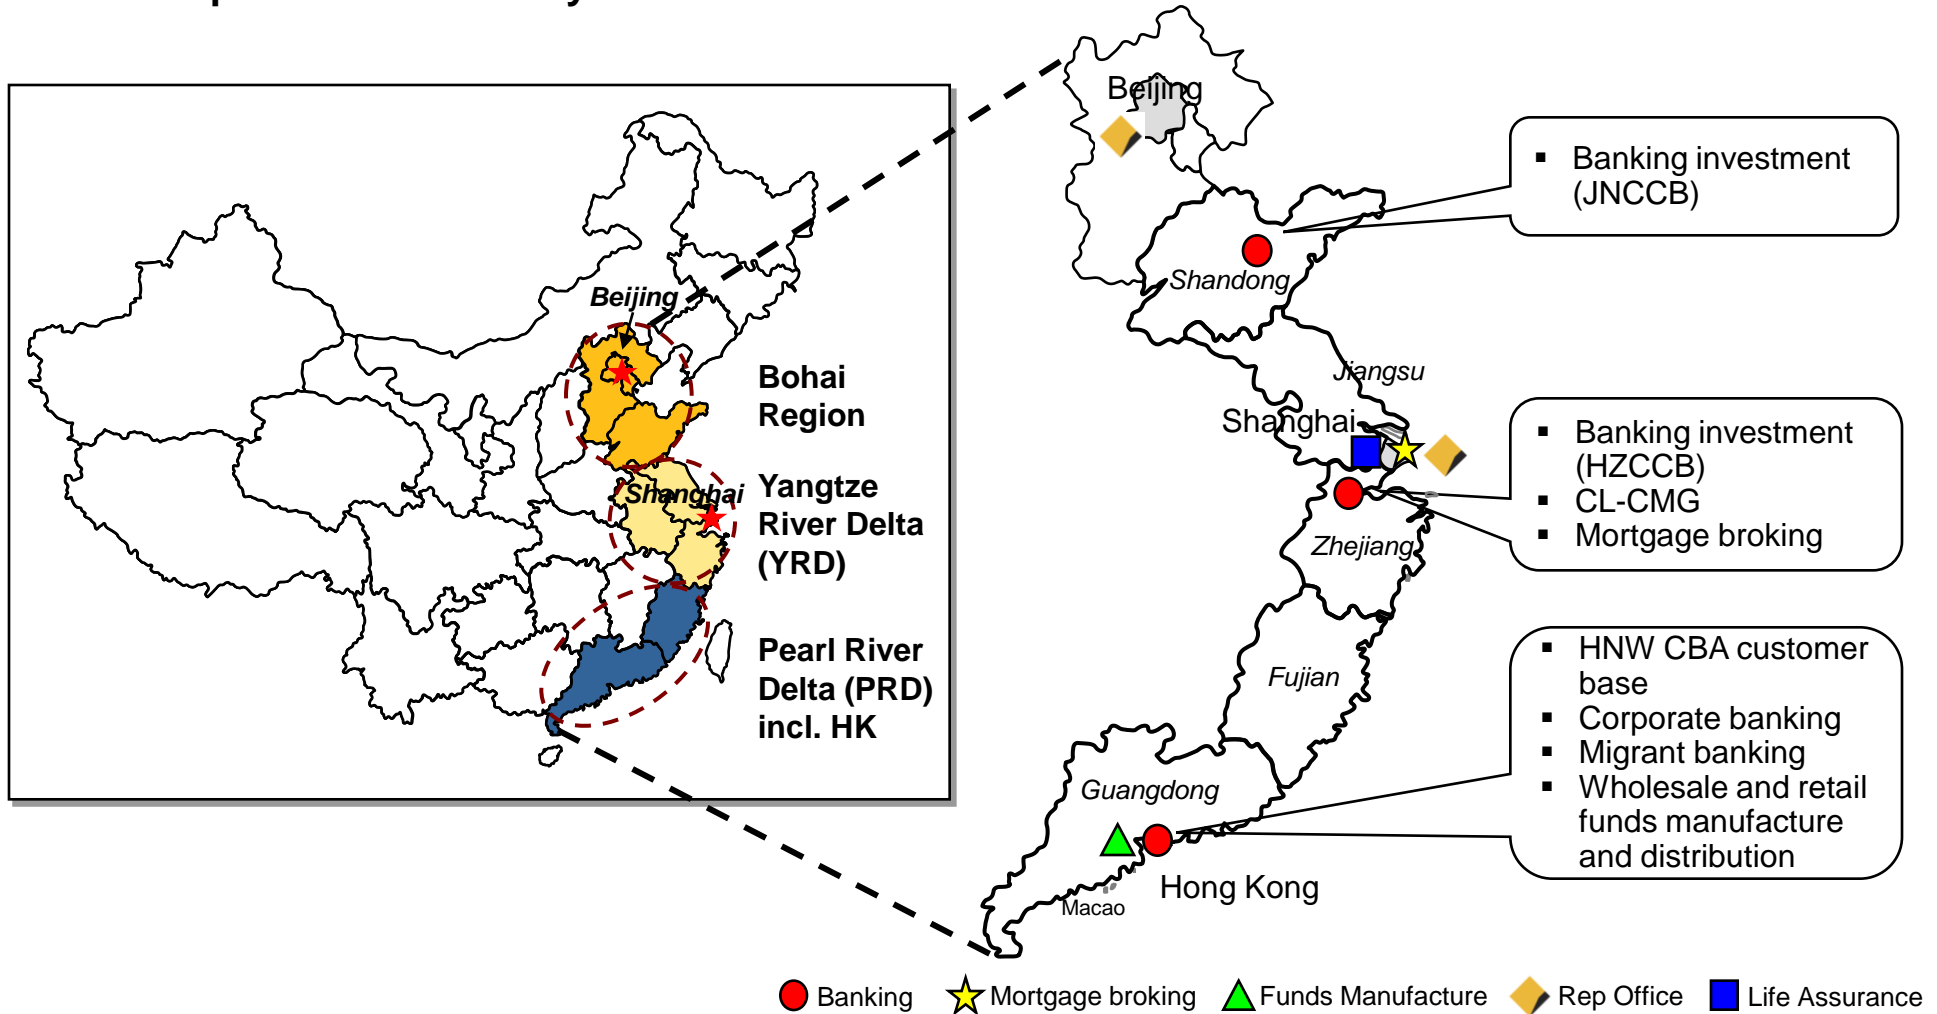 Beijing
Bohai
Region
Shanghai
Yangtze
River Delta
(YRD)
Pearl River
Delta (PRD)
incl. HK
Beijing
Shandong
Jiangsu
Shanghai
Zhejiang
Fujian
Guangdong
Hong Kong
Macao
▪ Banking investment
(JNCCB)
▪ Banking investment
(HZCCB)
▪ CL-CMG
▪ Mortgage broking
▪ HNW CBA customer
base
▪ Corporate banking
▪ Migrant banking
▪ Wholesale and retail
funds manufacture
and distribution
Banking Mortgage broking Funds Manufacture Rep Office Life Assurance